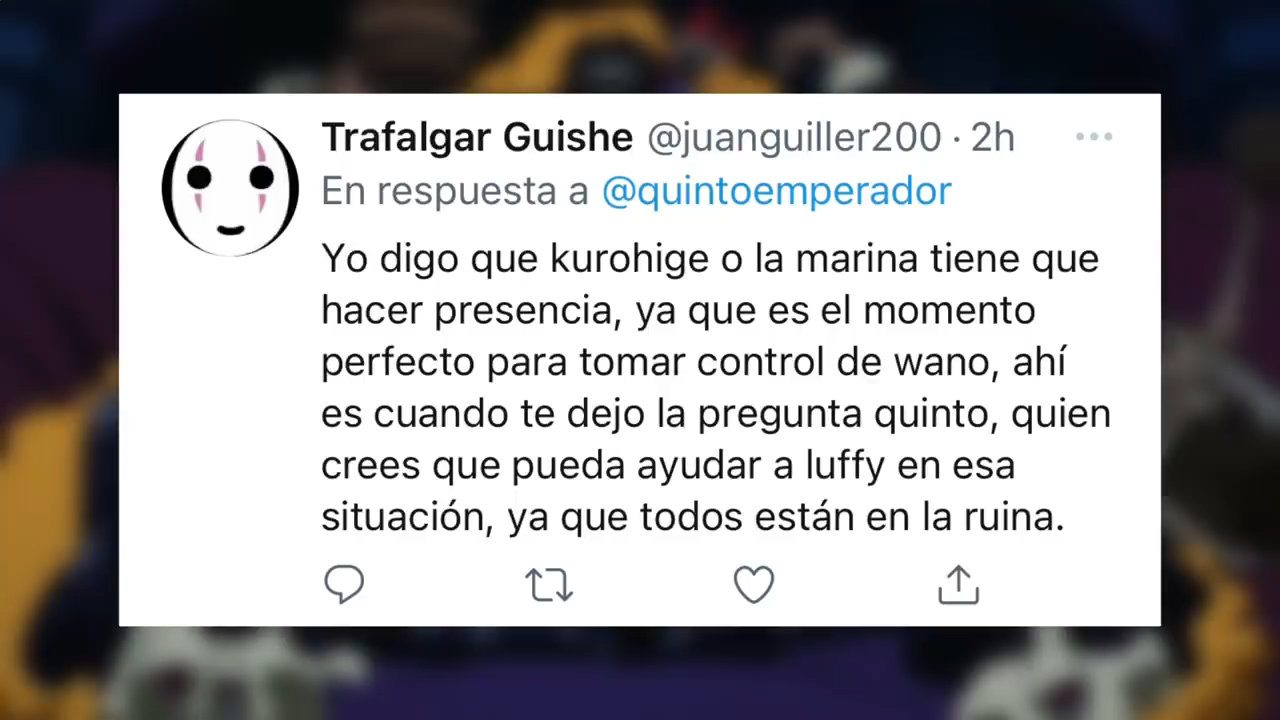 Trafalgar Guishe @juanguiller200 · 2h
En respuesta a @quintoemperador
Yo digo que kurohige o la marina tiene que
hacer presencia, ya que es el momento
perfecto para tomar control de wano, ahí
es cuando te dejo la pregunta quinto, quien
crees que pueda ayudar a luffy en esa
situación, ya que todos están en la ruina.